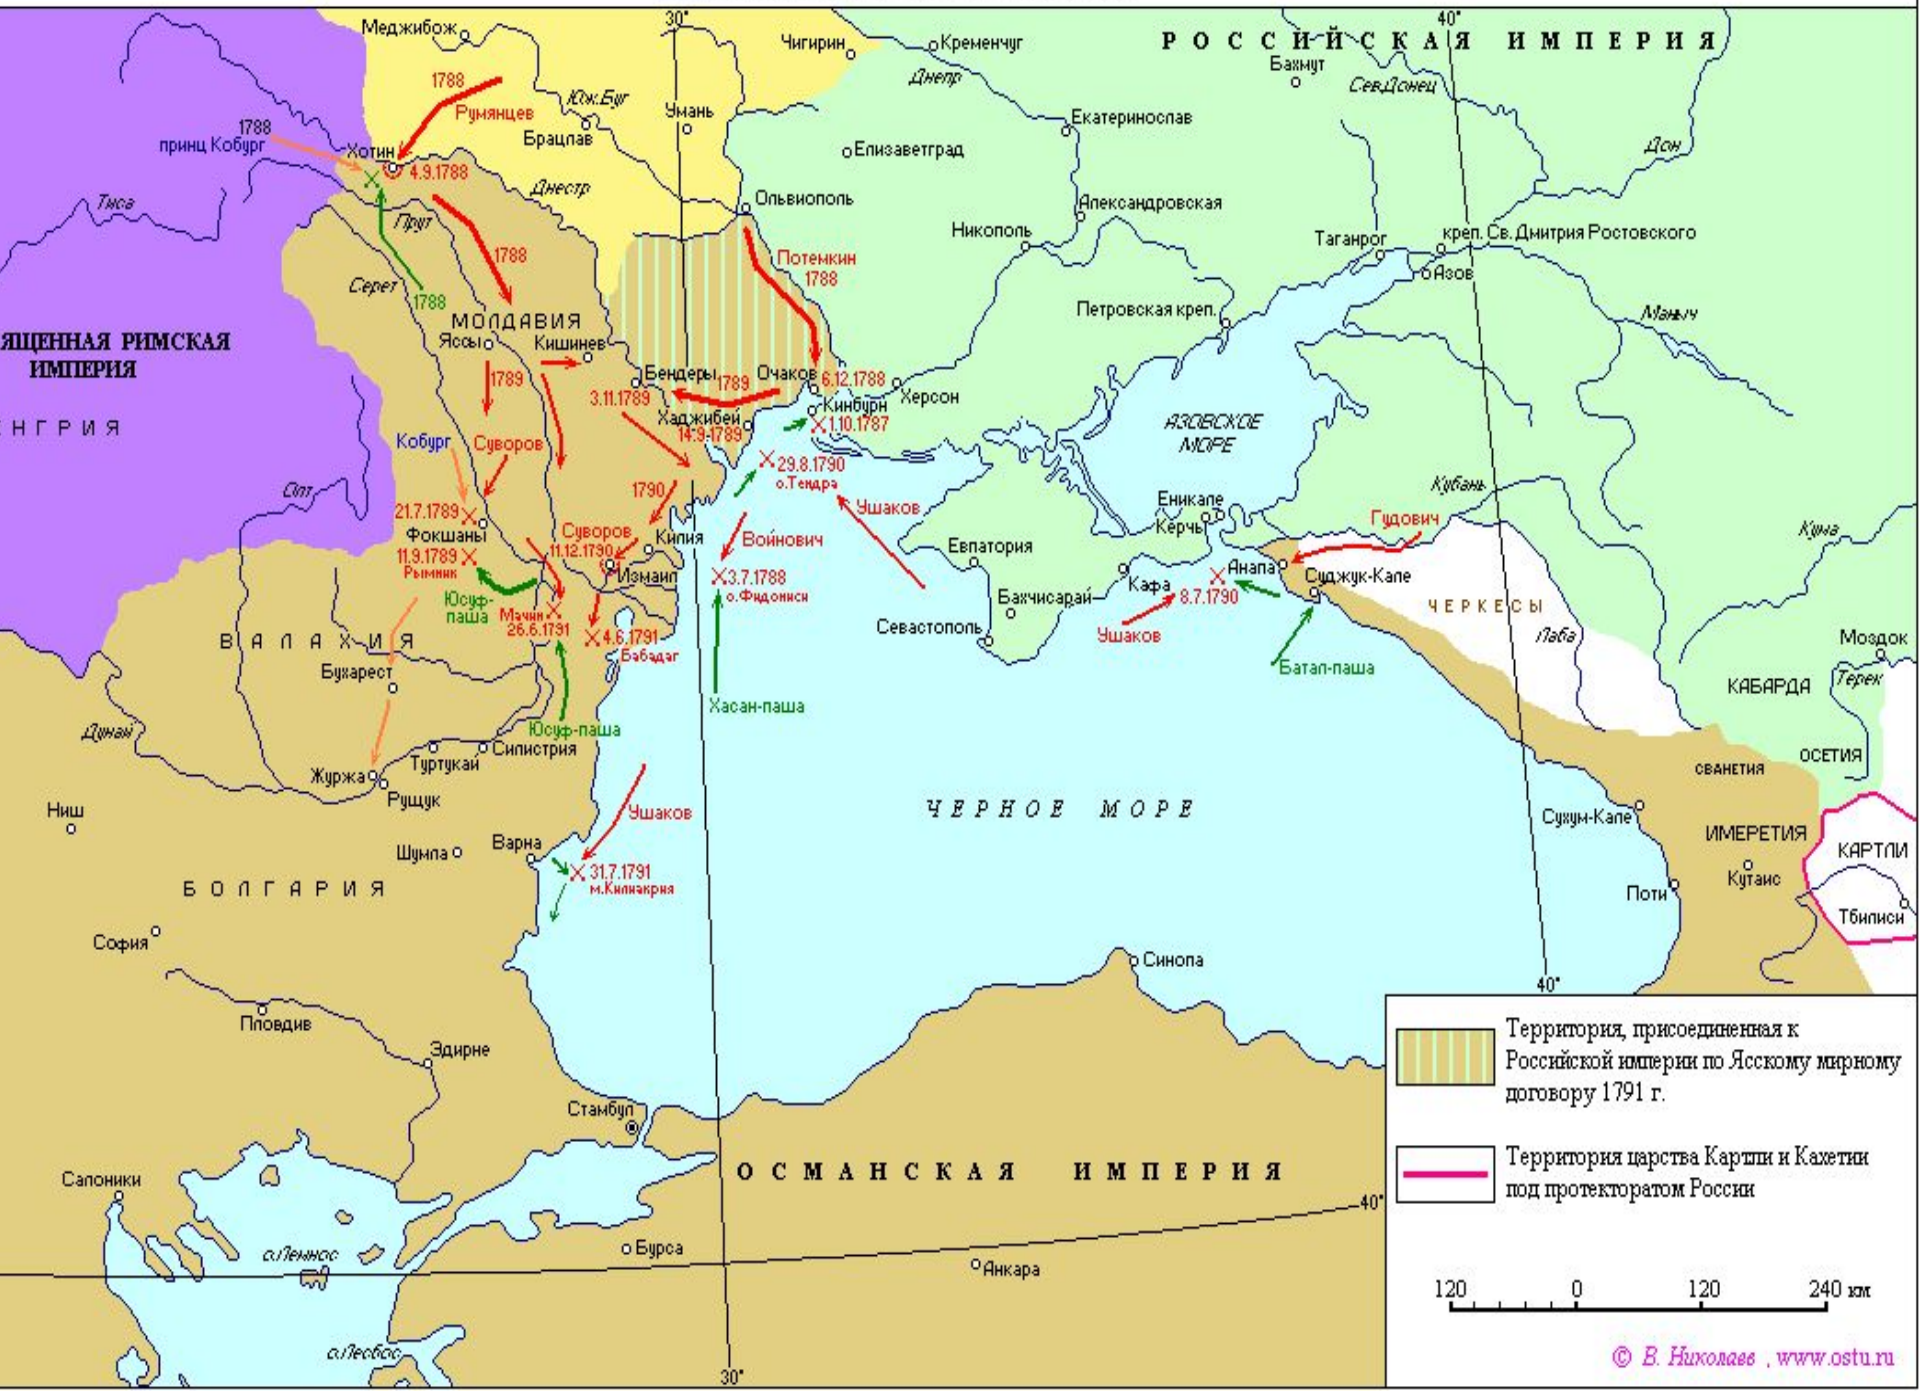 30°
40°
Меджибож
Чигирин
Кременчуг
РОССИЙСКАЯ ИМПЕРИЯ
Бахмут
Днепр
Сев.Донец
1788
Румянцев
Юж.Буг
Умань
Брацлав
Екатеринослав
1788
принц Кобург
Хотин
4.9.1788
Елизаветград
Дон
Тиса
Днестр
Прут
Ольвиополь
Александровская
Никополь
Таганрог
креп. Св. Дмитрия Ростовского
Азов
1788
Потемкин
1788
Серет
1788
МОЛДАВИЯ
Яссы
Кишинев
Петровская креп.
Маныч
ЯЩЕННАЯ РИМСКАЯ
ИМПЕРИЯ
ЕНГРИЯ
1789
Бендеры
1789
Очаков
6.12.1788
3.11.1789
Кинбурн
1.10.1787
Херсон
Хаджибей
14.9.1789
АЗОВСКОЕ
МОРЕ
Кобург
Суворов
29.8.1790
о.Тендра
Олт
1790
Ушаков
Кубань
21.7.1789
Фокшаны
11.9.1789
Рымник
Суворов
11.12.1790
Килия
Измаил
Войнович
Еникале
Керчь
Гудович
Кума
Евпатория
3.7.1788
о.Фидониси
Кафа
Анапа
Суджук-Кале
8.7.1790
Юсуф-
паша
Мачин
26.6.1791
4.6.1791
Бабадаг
Бахчисарай
Севастополь
Ушаков
ЧЕРКЕСЫ
Лаба
Моздок
ВАЛАХИЯ
Бухарест
Батал-паша
КАБАРДА
Терек
Хасан-паша
Дунай
Юсуф-паша
Силистрия
Туртукай
Журжа
Рущук
ОСЕТИЯ
СВАНЕТИЯ
Ниш
Ушаков
ЧЕРНОЕ МОРЕ
Сухум-Кале
ИМЕРЕТИЯ
КАРТЛИ
Шумла
Варна
31.7.1791
м.Калиакрия
БОЛГАРИЯ
Кутаис
Поти
Тбилиси
София
Синопа
40°
Пловдив
Эдирне
Территория, присоединенная к
Российской империи по Ясскому мирному
договору 1791 г.
Стамбул
ОСМАНСКАЯ ИМПЕРИЯ
Территория царства Картли и Кахетии
под протекторатом России
Салоники
40°
о.Лемнос
Бурса
Анкара
120 0 120 240 км
о.Лесбос
© В. Николаев , www.ostu.ru
30°